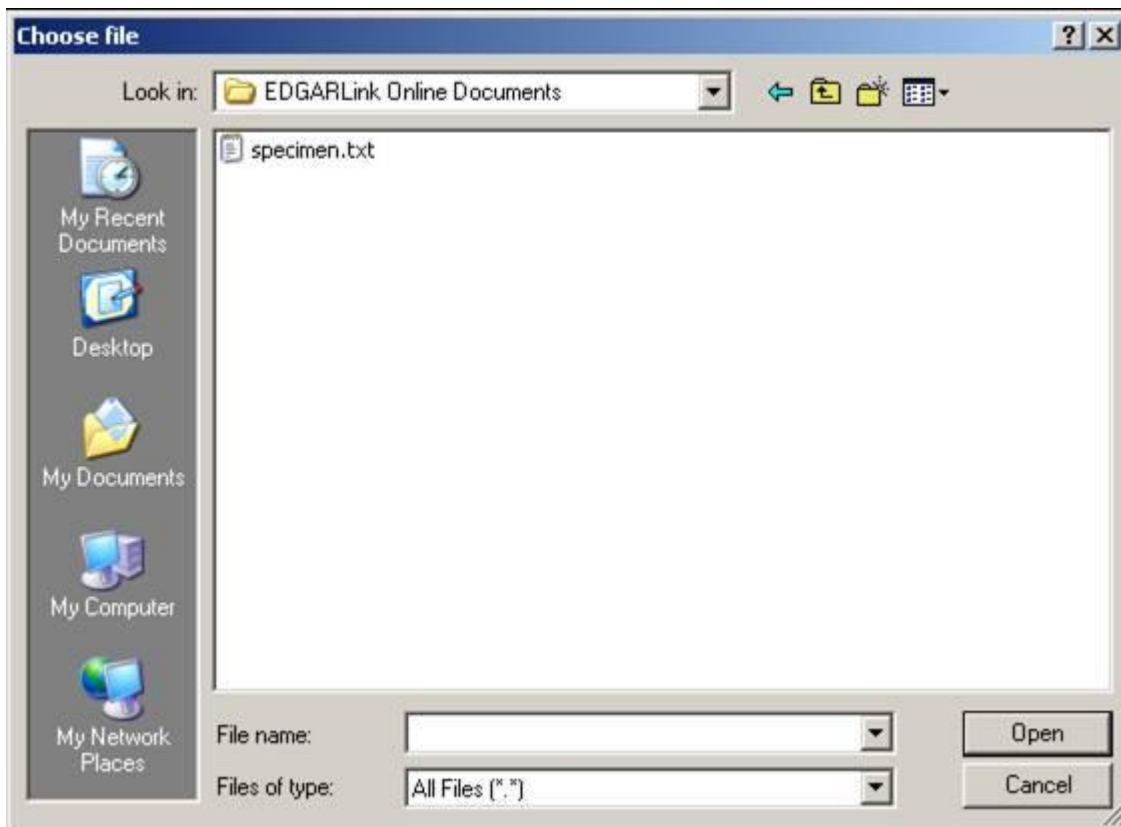 Choose file
Look in:
EDGARLink Online Documents
specimen.txt
My Recent
Documents
Desktop
My Documents
My Computer
My Network
Places
File name:
Open
Files of type:
All Files (*.*)
Cancel